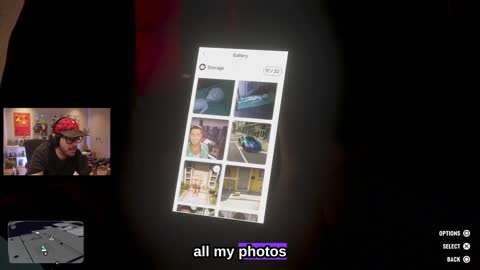 Gallery
Storage
17 / 32
all my photos
OPTIONS
SELECT
BACK